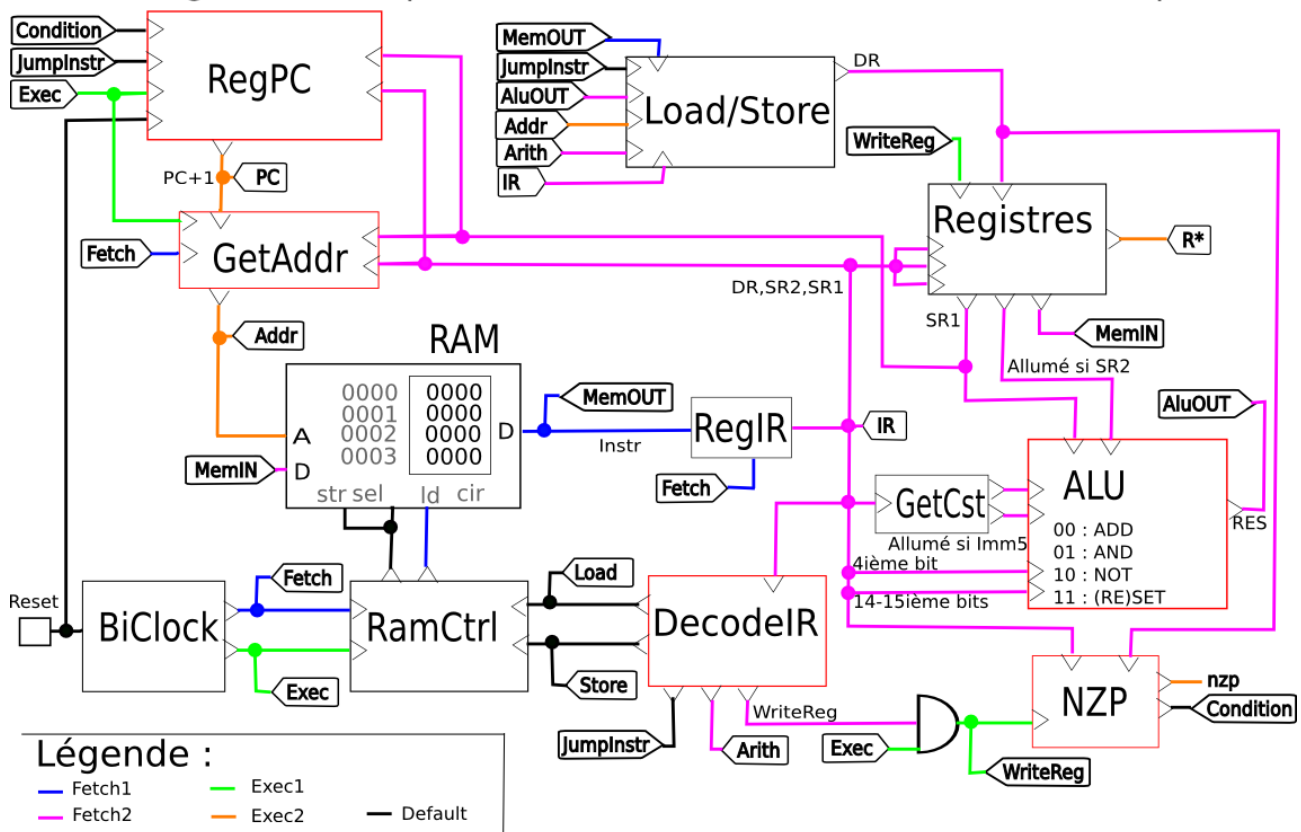 Condition
JumpInstr
Exec
RegPC
MemOUT
JumpInstr
AluOUT
Addr
Arith
IR
Load/Store
DR
WriteReg
PC+1
PC
Fetch
GetAddr
Registres
R*
DR,SR2,SR1
SR1
MemIN
Allumé si SR2
Addr
RAM
0000 0000
0001 0000
0002 0000
0003 0000
A
D
D
str sel ld cir
MemIN
MemOUT
Instr
RegIR
IR
Fetch
AluOUT
GetCst
Allumé si Imm5
4ième bit
14-15ième bits
ALU
00 : ADD
01 : AND
10 : NOT
11 : (RE)SET
RES
Reset
BiClock
Fetch
Exec
RamCtrl
Load
Store
DecodeIR
JumpInstr
Arith
WriteReg
Exec
WriteReg
NZP
nzp
Condition
Légende :
Fetch1
Exec1
Fetch2
Exec2
Default